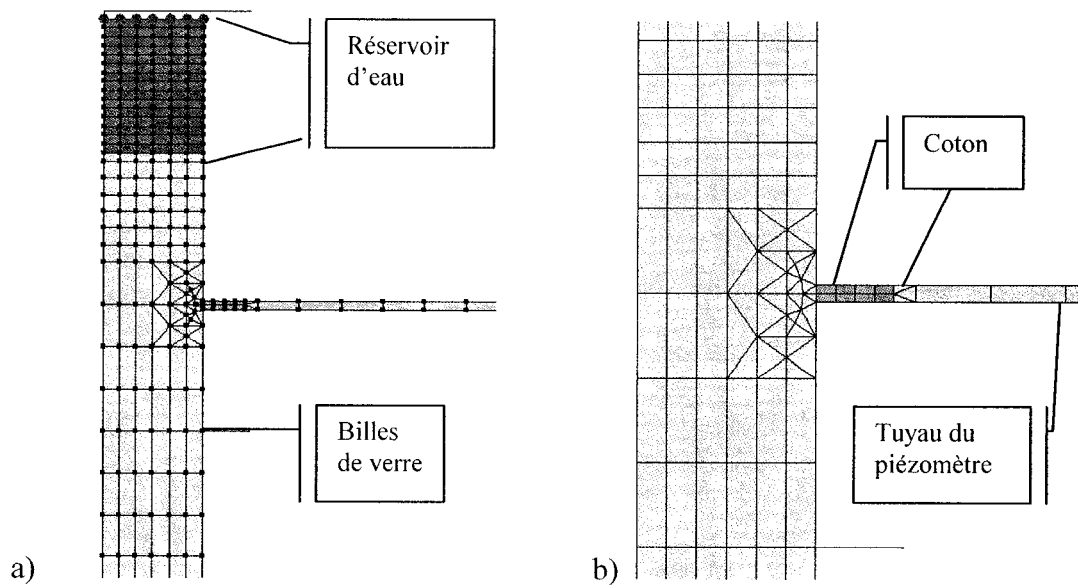 Réservoir
d'eau
Billes
de verre
a)
Coton
Tuyau du
piézomètre
b)